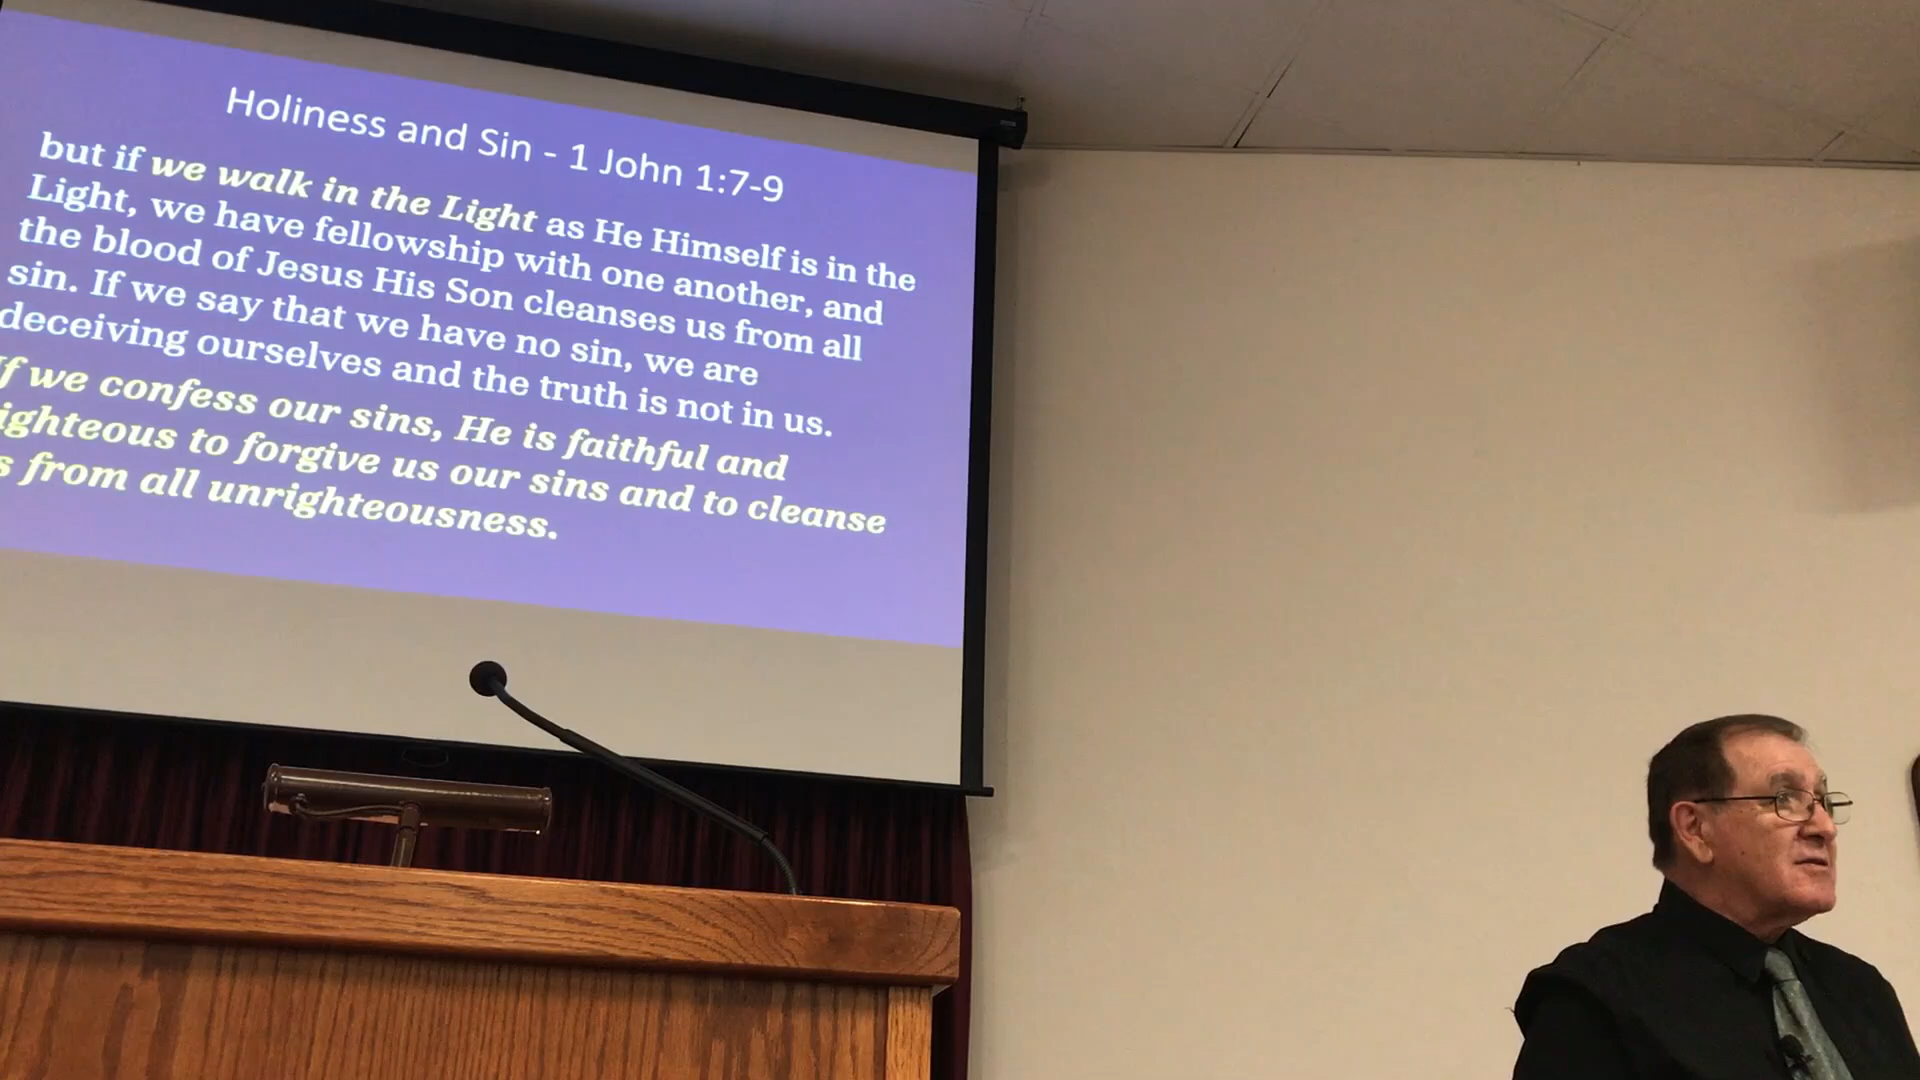 Holiness and Sin - 1 John 1:7-9
but if we walk in the Light as He Himself is in the
Light, we have fellowship with one another, and
the blood of Jesus His Son cleanses us from all
sin. If we say that we have no sin, we are
deceiving ourselves and the truth is not in us.
If we confess our sins, He is faithful and
ighteous to forgive us our sins and to cleanse
s from all unrighteousness.